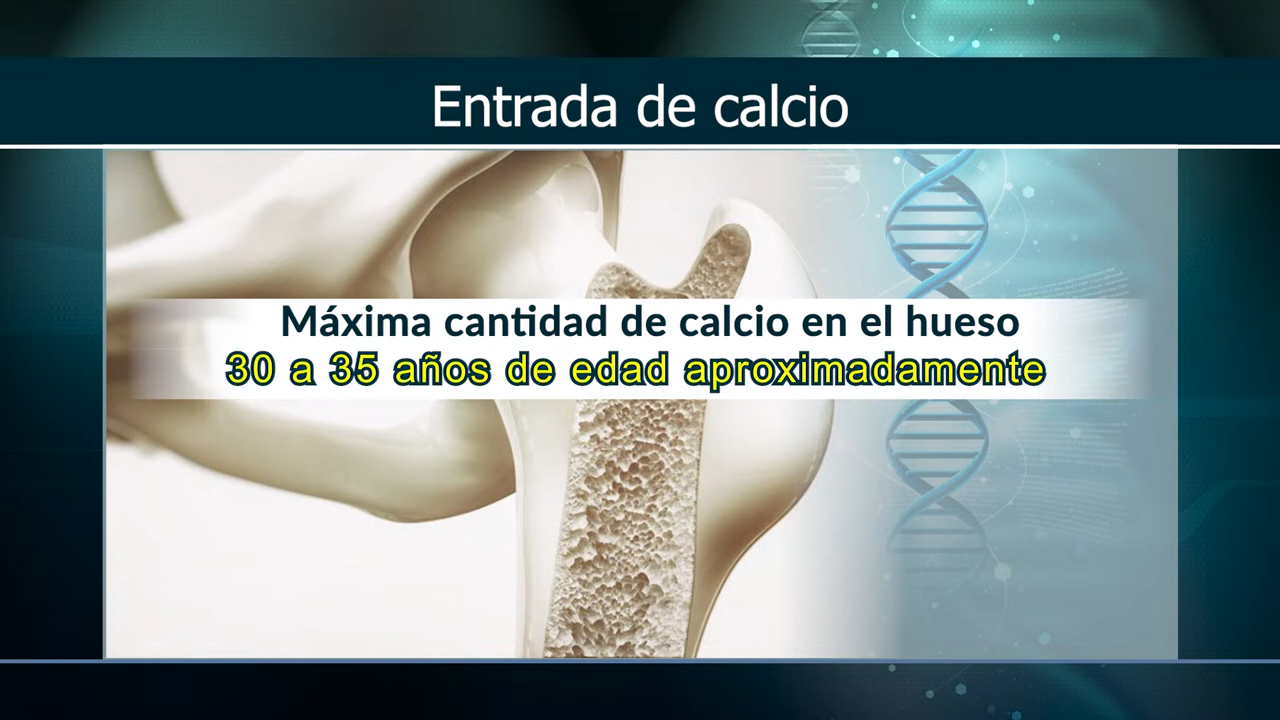 Entrada de calcio
Máxima cantidad de calcio en el hueso
30 a 35 años de edad aproximadamente